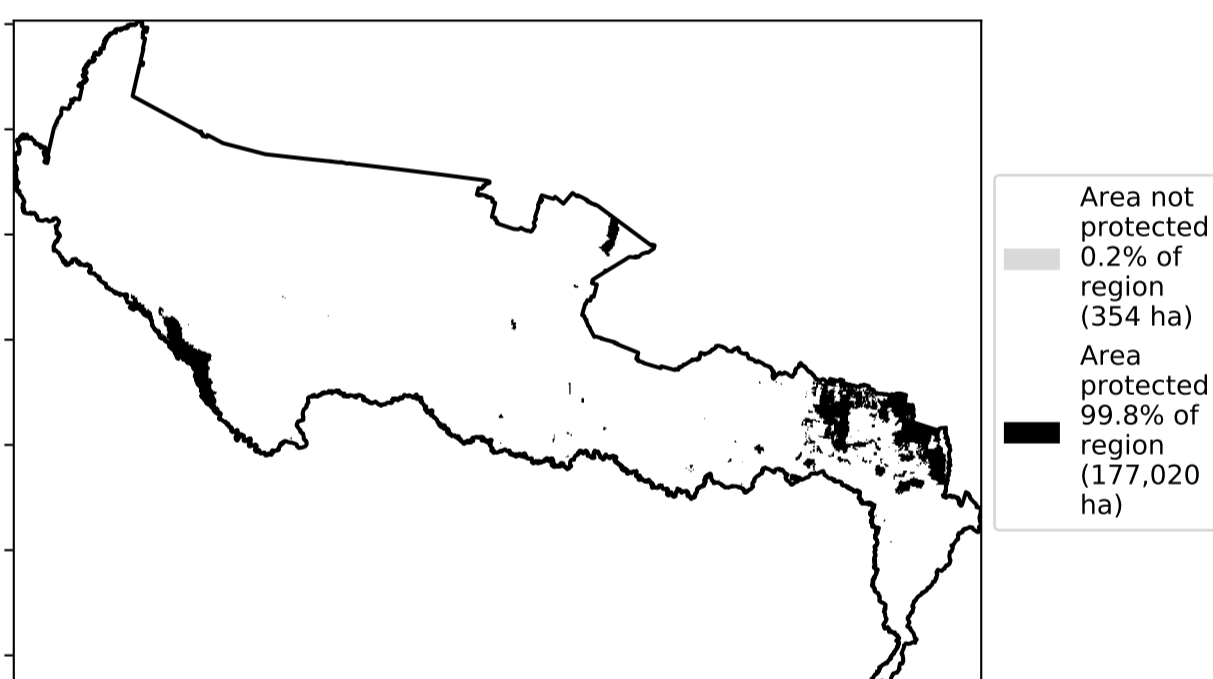 Area not
protected
0.2% of
region
(354 ha)
Area
protected
99.8% of
region
(177,020
ha)